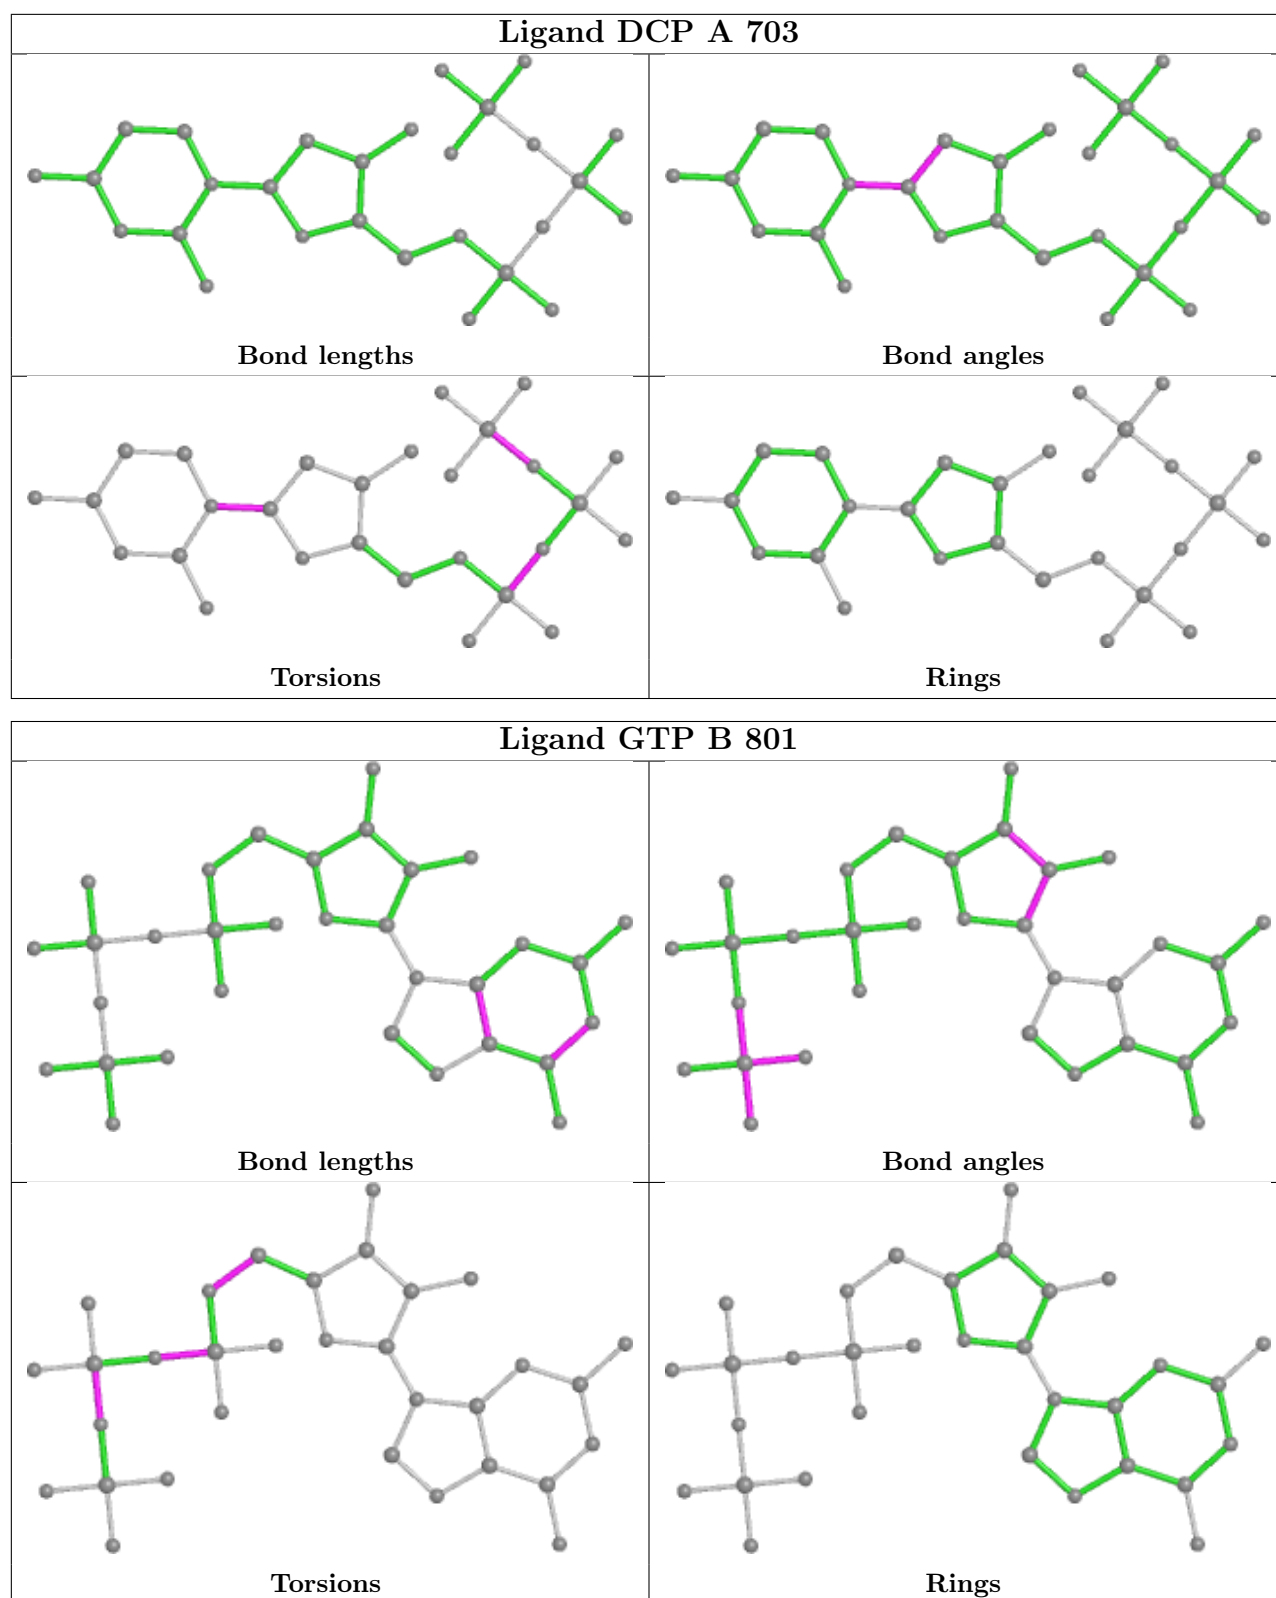 Ligand DCP A 703
Bond lengths
Bond angles
Torsions
Rings
Ligand GTP B 801
Bond lengths
Bond angles
Torsions
Rings